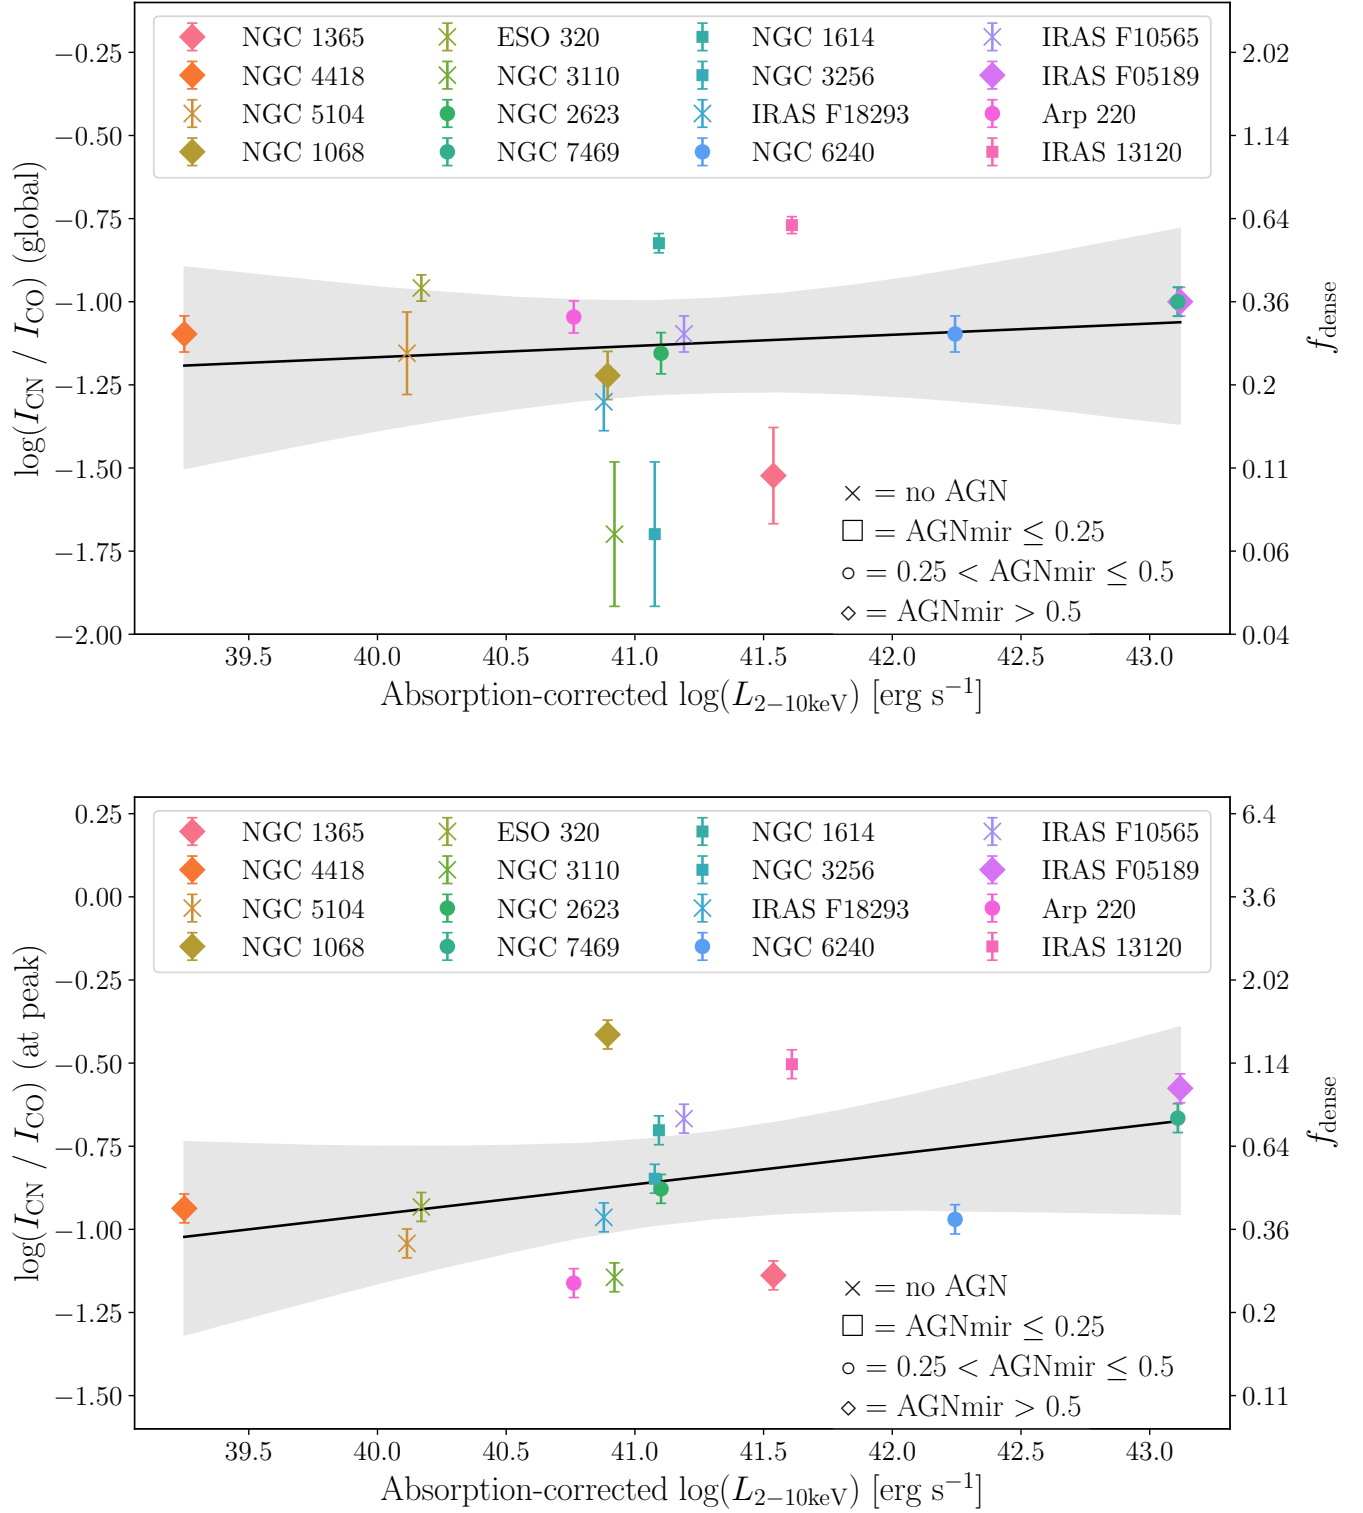 NGC 1365 ESO 320 NGC 1614 IRAS F10565
NGC 4418 NGC 3110 NGC 3256 IRAS F05189
NGC 5104 NGC 2623 IRAS F18293 Arp 220
NGC 1068 NGC 7469 NGC 6240 IRAS 13120
−0.25
−0.50
−0.75
−1.00
−1.25
−1.50
−1.75
−2.00
log(I_CN / I_CO) (global)
2.02
1.14
0.64
0.36
0.2
0.11
0.06
0.04
f_dense
× = no AGN
□ = AGNmir ≤ 0.25
○ = 0.25 < AGNmir ≤ 0.5
◇ = AGNmir > 0.5
39.5 40.0 40.5 41.0 41.5 42.0 42.5 43.0
Absorption-corrected log(L_2−10keV) [erg s⁻¹]
NGC 1365 ESO 320 NGC 1614 IRAS F10565
NGC 4418 NGC 3110 NGC 3256 IRAS F05189
NGC 5104 NGC 2623 IRAS F18293 Arp 220
NGC 1068 NGC 7469 NGC 6240 IRAS 13120
0.25
0.00
−0.25
−0.50
−0.75
−1.00
−1.25
−1.50
log(I_CN / I_CO) (at peak)
6.4
3.6
2.02
1.14
0.64
0.36
0.2
0.11
f_dense
× = no AGN
□ = AGNmir ≤ 0.25
○ = 0.25 < AGNmir ≤ 0.5
◇ = AGNmir > 0.5
39.5 40.0 40.5 41.0 41.5 42.0 42.5 43.0
Absorption-corrected log(L_2−10keV) [erg s⁻¹]